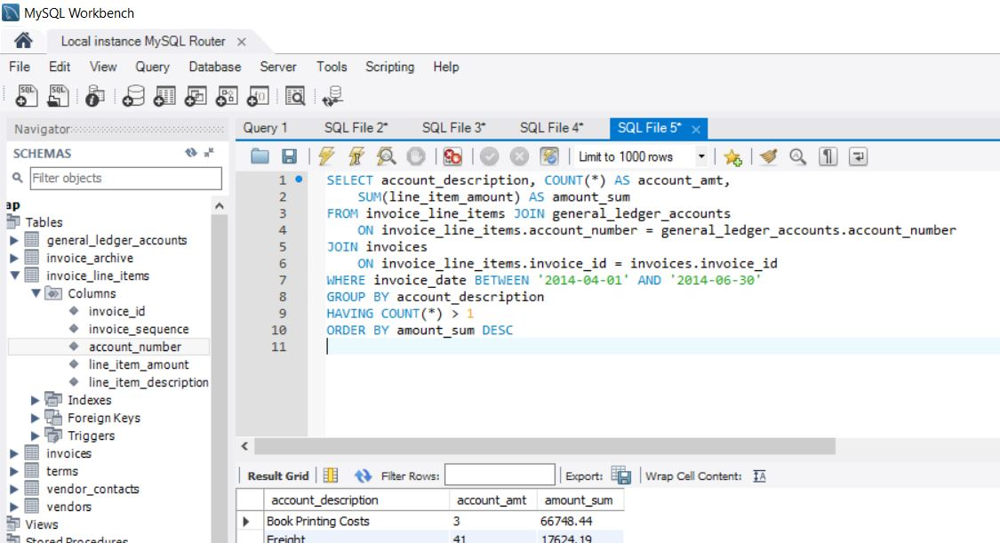 MySQL Workbench
Local instance MySQL Router
File Edit View Query Database Server Tools Scripting Help
SQL SQL
Navigator
Query 1 SQL File 2* SQL File 3* SQL File 4* SQL File 5*
SCHEMAS
Limit to 1000 rows
Filter objects
ap
Tables
general_ledger_accounts
invoice_archive
invoice_line_items
Columns
invoice_id
invoice_sequence
account_number
line_item_amount
line_item_description
Indexes
Foreign Keys
Triggers
invoices
terms
vendor_contacts
vendors
Views
Stored Procedures
1 SELECT account_description, COUNT(*) AS account_amt,
2 SUM(line_item_amount) AS amount_sum
3 FROM invoice_line_items JOIN general_ledger_accounts
4 ON invoice_line_items.account_number = general_ledger_accounts.account_number
5 JOIN invoices
6 ON invoice_line_items.invoice_id = invoices.invoice_id
7 WHERE invoice_date BETWEEN '2014-04-01' AND '2014-06-30'
8 GROUP BY account_description
9 HAVING COUNT(*) > 1
10 ORDER BY amount_sum DESC
11
Result Grid Filter Rows: Export: Wrap Cell Content:
account_description account_amt amount_sum
Book Printing Costs 3 66748.44
Freight 41 17624.19